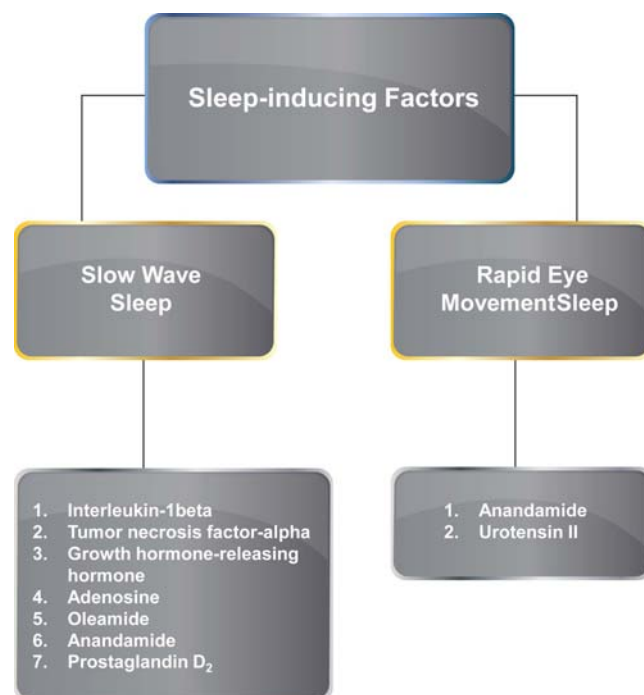 Sleep-inducing Factors
Slow Wave
Sleep
Rapid Eye
MovementSleep
1. Interleukin-1beta
2. Tumor necrosis factor-alpha
3. Growth hormone-releasing
hormone
4. Adenosine
5. Oleamide
6. Anandamide
7. Prostaglandin D₂
1. Anandamide
2. Urotensin II